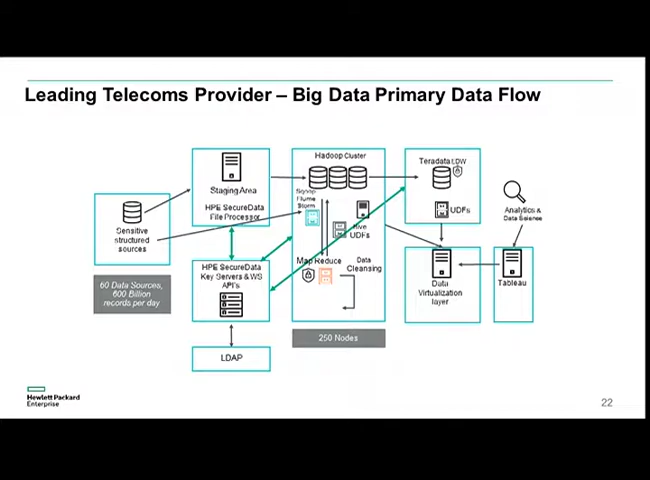 Leading Telecoms Provider – Big Data Primary Data Flow
Sensitive
structured
sources
60 Data Sources,
600 Billion
records per day
Staging Area
HPE SecureData
File Processor
HPE SecureData
Key Servers & WS
API's
LDAP
Hadoop Cluster
Sqoop
Flume
Storm
Hive
UDFs
Map Reduce
Data
Cleansing
250 Nodes
Teradata EDW
UDFs
Data
Virtualization
layer
Analytics &
Data Science
Tableau
Hewlett Packard
Enterprise
22